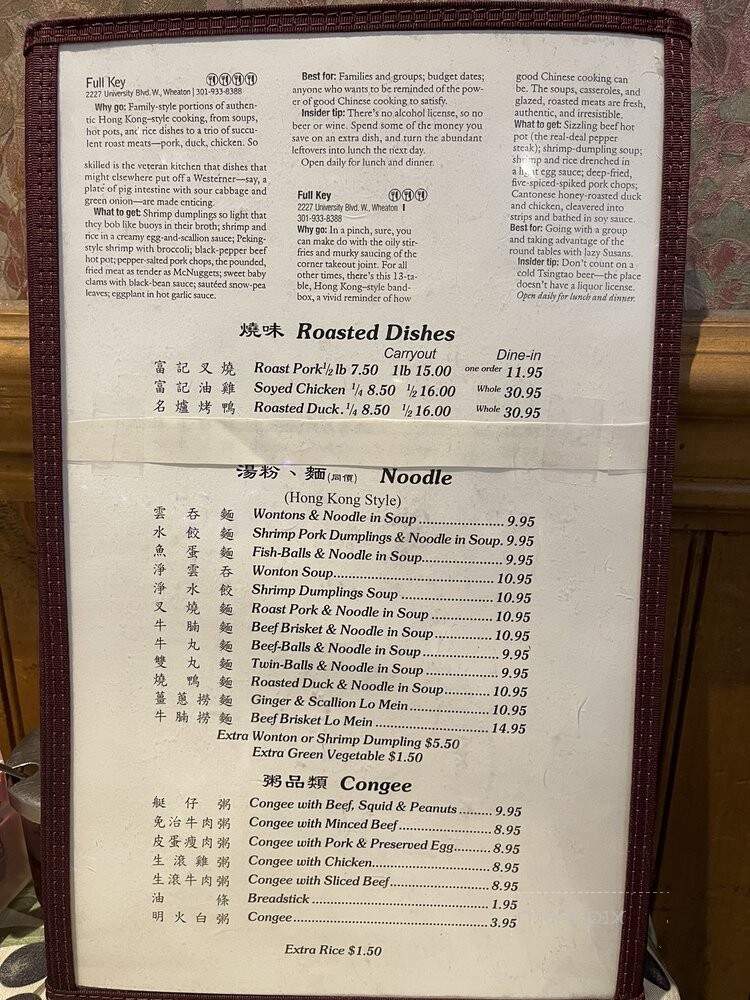 Full Key
2227 University Blvd. W., Wheaton | 301-933-8388
Why go: Family-style portions of authen-
tic Hong Kong–style cooking, from soups,
hot pots, and rice dishes to a trio of succu-
lent roast meats—pork, duck, chicken. So
skilled is the veteran kitchen that dishes that
might elsewhere put off a Westerner—say, a
plate of pig intestine with sour cabbage and
green onion—are made enticing.
What to get: Shrimp dumplings so light that
they bob like buoys in their broth; shrimp and
rice in a creamy egg-and-scallion sauce; Peking-
style shrimp with broccoli; black-pepper beef
hot pot; pepper-salted pork chops, the pounded,
fried meat as tender as McNuggets; sweet baby
clams with black-bean sauce; sautéed snow-pea
leaves; eggplant in hot garlic sauce.
Best for: Families and groups; budget dates;
anyone who wants to be reminded of the pow-
er of good Chinese cooking to satisfy.
Insider tip: There's no alcohol license, so no
beer or wine. Spend some of the money you
save on an extra dish, and turn the abundant
leftovers into lunch the next day.
Open daily for lunch and dinner.
Full Key
2227 University Blvd. W., Wheaton |
301-933-8388
Why go: In a pinch, sure, you
can make do with the oily stir-
fries and murky saucing of the
corner takeout joint. For all
other times, there's this 13-ta-
ble, Hong Kong–style band-
box, a vivid reminder of how
good Chinese cooking can
be. The soups, casseroles, and
glazed, roasted meats are fresh,
authentic, and irresistible.
What to get: Sizzling beef hot
pot (the real-deal pepper
steak); shrimp-dumpling soup;
shrimp and rice drenched in
a light egg sauce; deep-fried,
five-spiced-spiked pork chops;
Cantonese honey-roasted duck
and chicken, cleavered into
strips and bathed in soy sauce.
Best for: Going with a group
and taking advantage of the
round tables with lazy Susans.
Insider tip: Don't count on a
cold Tsingtao beer—the place
doesn't have a liquor license.
Open daily for lunch and dinner.
燒味 Roasted Dishes
Carryout Dine-in
富記叉燒 Roast Pork 1/2 lb 7.50 1lb 15.00 one order 11.95
富記油雞 Soyed Chicken 1/4 8.50 1/2 16.00 Whole 30.95
名爐烤鴨 Roasted Duck. 1/4 8.50 1/2 16.00 Whole 30.95
湯粉、麵(同價) Noodle
(Hong Kong Style)
雲吞麵 Wontons & Noodle in Soup ........................ 9.95
水餃麵 Shrimp Pork Dumplings & Noodle in Soup. 9.95
魚蛋麵 Fish-Balls & Noodle in Soup........................ 9.95
淨雲吞 Wonton Soup.............................................. 10.95
淨水餃 Shrimp Dumplings Soup ........................... 10.95
叉燒麵 Roast Pork & Noodle in Soup .................. 10.95
牛腩麵 Beef Brisket & Noodle in Soup................. 10.95
牛丸麵 Beef-Balls & Noodle in Soup ........................ 9.95
雙丸麵 Twin-Balls & Noodle in Soup ..................... 9.95
燒鴨麵 Roasted Duck & Noodle in Soup............ 10.95
薑蔥撈麵 Ginger & Scallion Lo Mein....................... 10.95
牛腩撈麵 Beef Brisket Lo Mein ................................. 14.95
Extra Wonton or Shrimp Dumpling $5.50
Extra Green Vegetable $1.50
粥品類 Congee
艇仔粥 Congee with Beef, Squid & Peanuts ......... 9.95
免治牛肉粥 Congee with Minced Beef......................... 8.95
皮蛋瘦肉粥 Congee with Pork & Preserved Egg.......... 8.95
生滾雞粥 Congee with Chicken................................. 8.95
生滾牛肉粥 Congee with Sliced Beef............................ 8.95
油條 Breadstick ................................................. 1.95
明火白粥 Congee...................................................... 3.95
Extra Rice $1.50